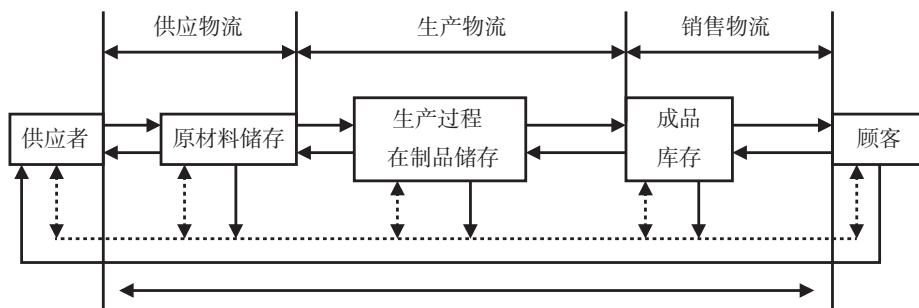 供应物流
生产物流
销售物流
供应者
原材料储存
生产过程
在制品储存
成品
库存
顾客